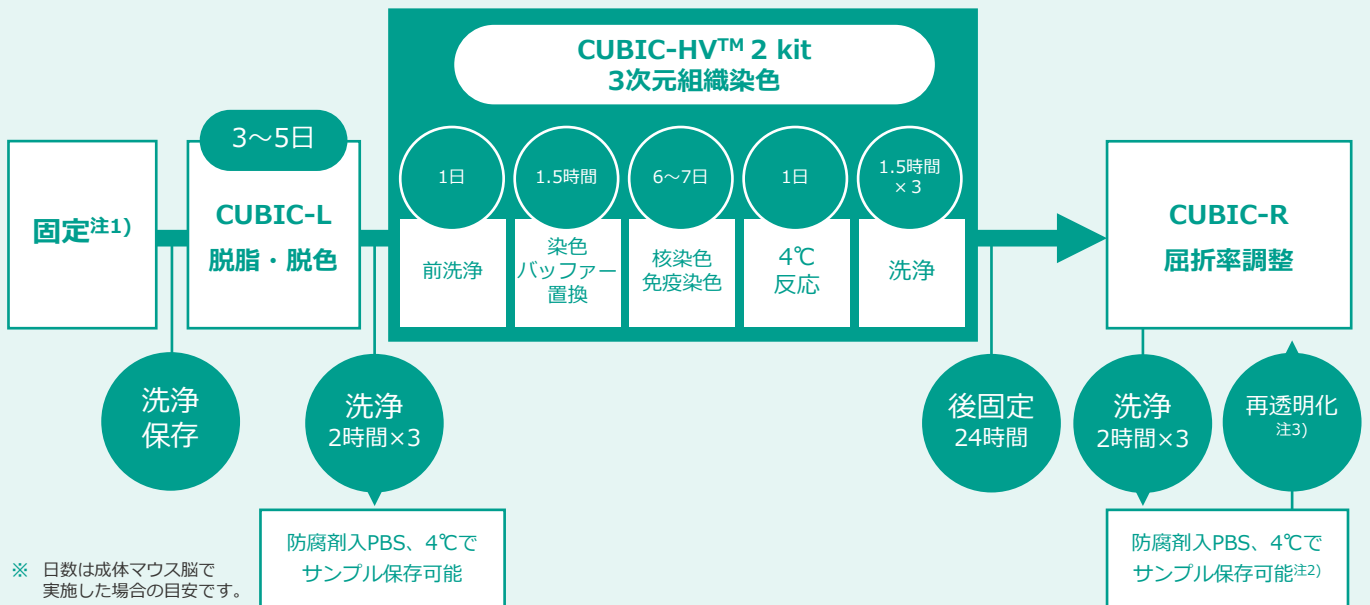 CUBIC-HV™ 2 kit
3次元組織染色
固定注1)
3～5日
CUBIC-L
脱脂・脱色
1日
前洗浄
1.5時間
染色
バッファー
置換
6～7日
核染色
免疫染色
1日
4℃
反応
1.5時間
×3
洗浄
CUBIC-R
屈折率調整
洗浄
保存
洗浄
2時間×3
後固定
24時間
洗浄
2時間×3
再透明化
注3)
防腐剤入PBS、4℃で
サンプル保存可能
防腐剤入PBS、4℃で
サンプル保存可能注2)
※ 日数は成体マウス脳で
実施した場合の目安です。